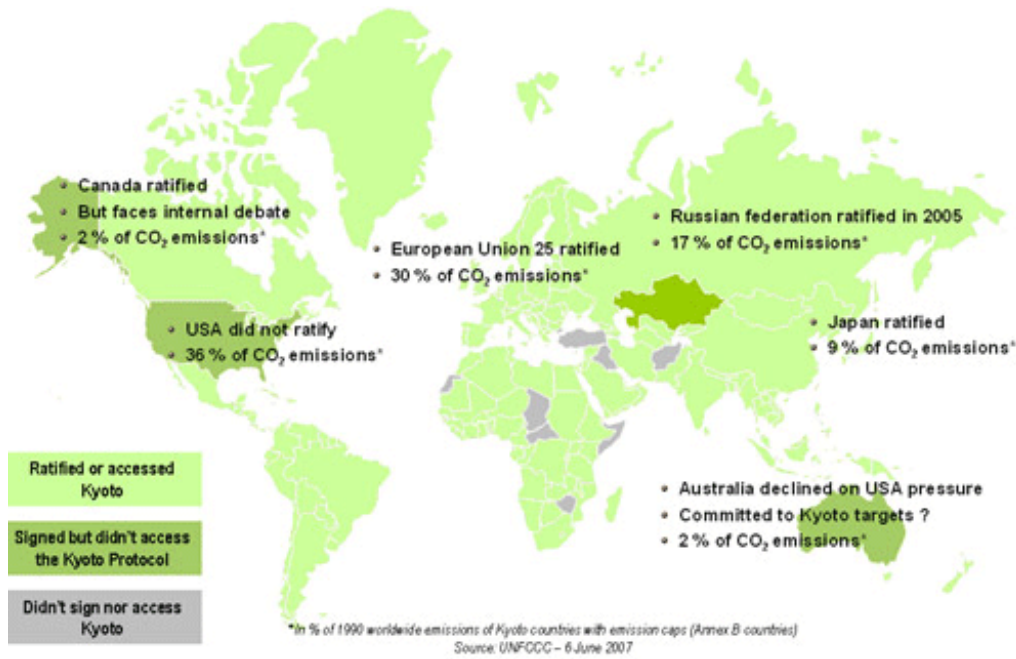 • Canada ratified
• But faces internal debate
• 2 % of CO₂ emissions*
• European Union 25 ratified
• 30 % of CO₂ emissions*
• Russian federation ratified in 2005
• 17 % of CO₂ emissions*
• USA did not ratify
• 36 % of CO₂ emissions*
• Japan ratified
• 9 % of CO₂ emissions*
• Australia declined on USA pressure
• Committed to Kyoto targets ?
• 2 % of CO₂ emissions*
Ratified or accessed
Kyoto
Signed but didn't access
the Kyoto Protocol
Didn't sign nor access
Kyoto
*In % of 1990 worldwide emissions of Kyoto countries with emission caps (Annex B countries)
Source: UNFCCC – 6 June 2007